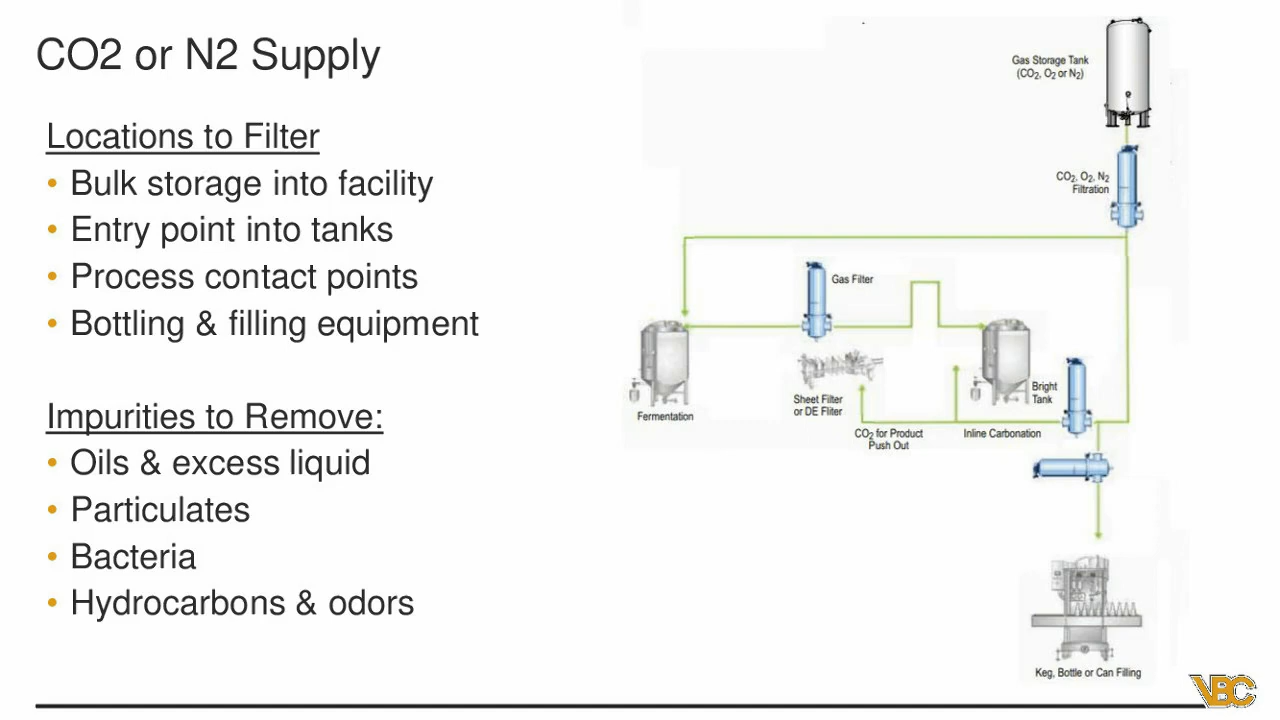 CO2 or N2 Supply
Locations to Filter
• Bulk storage into facility
• Entry point into tanks
• Process contact points
• Bottling & filling equipment
Impurities to Remove:
• Oils & excess liquid
• Particulates
• Bacteria
• Hydrocarbons & odors
Gas Storage Tank
(CO₂, O₂ or N₂)
CO₂, O₂, N₂
Filtration
Gas Filter
Fermentation
Sheet Filter
or DE Fliter
Bright
Tank
CO₂ for Product
Push Out
Inline Carbonation
Keg, Bottle or Can Filling
VBC